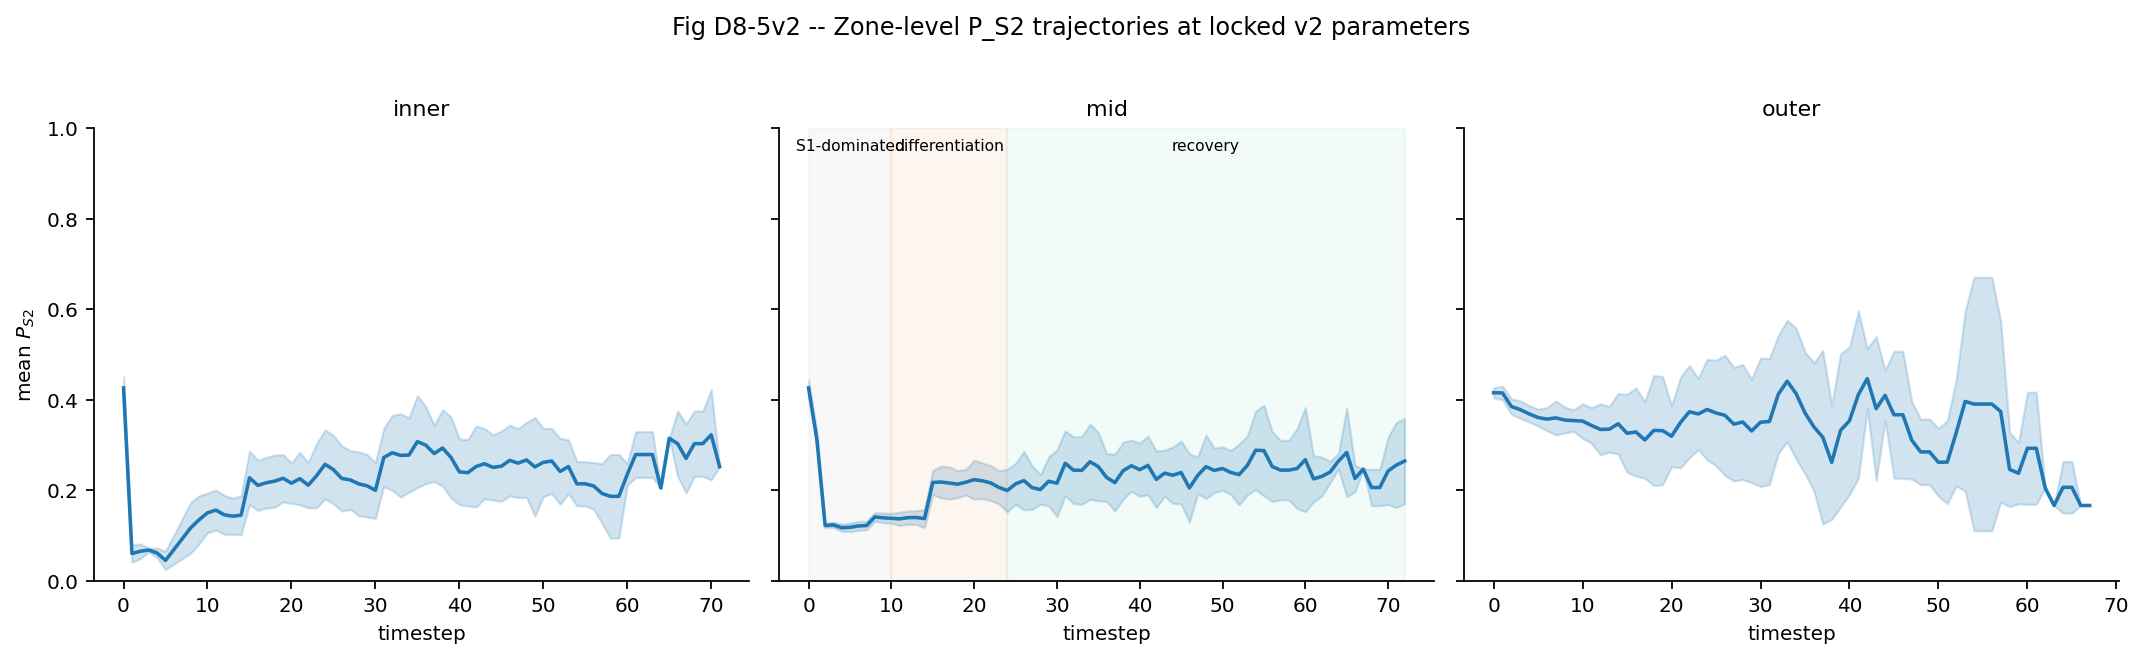 Fig D8-5v2 -- Zone-level P_S2 trajectories at locked v2 parameters
inner
mean P_S2
1.0
0.8
0.6
0.4
0.2
0.0
0 10 20 30 40 50 60 70
timestep
mid
S1-dominated differentiation recovery
0 10 20 30 40 50 60 70
timestep
outer
0 10 20 30 40 50 60 70
timestep